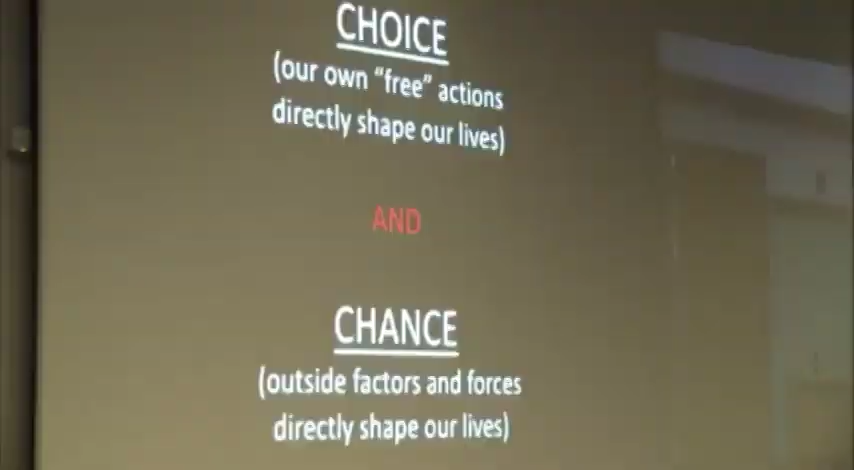 CHOICE
(our own “free” actions
directly shape our lives)
AND
CHANCE
(outside factors and forces
directly shape our lives)